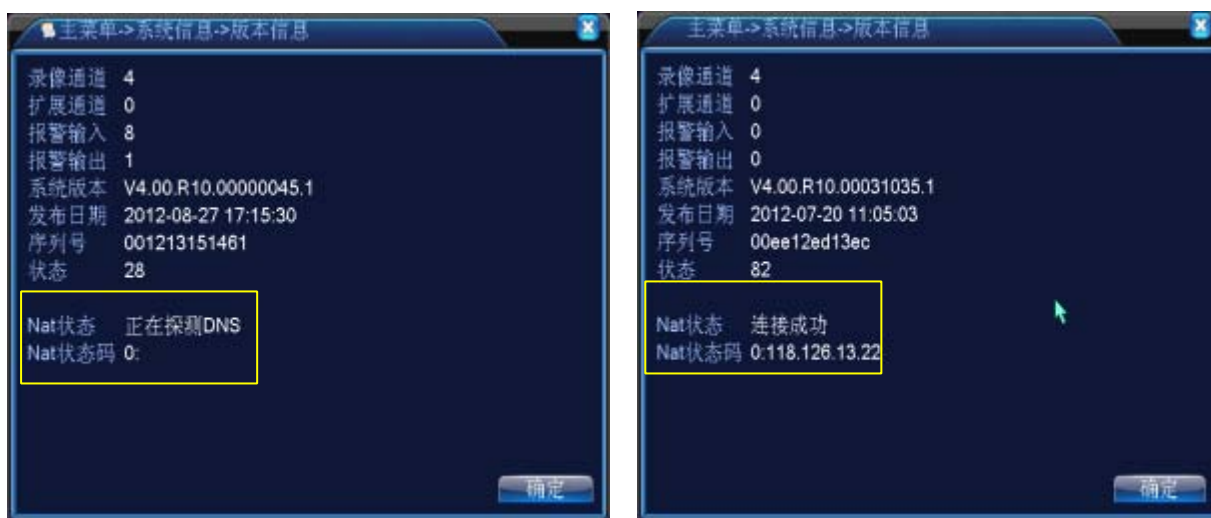 主菜单->系统信息->版本信息
录像通道 4
扩展通道 0
报警输入 8
报警输出 1
系统版本 V4.00.R10.00000045.1
发布日期 2012-08-27 17:15:30
序列号 001213151461
状态 28
Nat状态 正在探测DNS
Nat状态码 0:
确定
主菜单->系统信息->版本信息
录像通道 4
扩展通道 0
报警输入 0
报警输出 0
系统版本 V4.00.R10.00031035.1
发布日期 2012-07-20 11:05:03
序列号 00ee12ed13ec
状态 82
Nat状态 连接成功
Nat状态码 0:118.126.13.22
确定